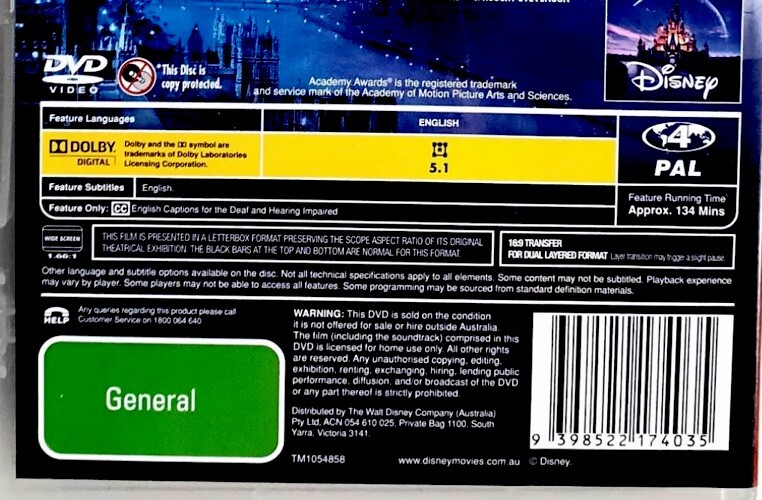 DVD
VIDEO
*This Disc is
copy protected.
Academy Awards® is the registered trademark
and service mark of the Academy of Motion Picture Arts and Sciences.
Disney
Feature Languages
ENGLISH
DOLBY
DIGITAL
Dolby and the DD symbol are
trademarks of Dolby Laboratories
Licensing Corporation.
5.1
4
PAL
Feature Subtitles
English.
Feature Only: CC English Captions for the Deaf and Hearing Impaired
Feature Running Time
Approx. 134 Mins
WIDE SCREEN
1.66:1
THIS FILM IS PRESENTED IN A LETTERBOX FORMAT PRESERVING THE SCOPE ASPECT RATIO OF ITS ORIGINAL
THEATRICAL EXHIBITION. THE BLACK BARS AT THE TOP AND BOTTOM ARE NORMAL FOR THIS FORMAT.
16:9 TRANSFER
FOR DUAL LAYERED FORMAT Layer transition may trigger a slight pause.
Other language and subtitle options available on the disc. Not all technical specifications apply to all elements. Some content may not be subtitled. Playback experience
may vary by player. Some players may not be able to access all features. Some programming may be sourced from standard definition materials.
HELP
Any queries regarding this product please call
Customer Service on 1800 064 640
General
WARNING: This DVD is sold on the condition
it is not offered for sale or hire outside Australia.
The film (including the soundtrack) comprised in this
DVD is licensed for home use only. All other rights
are reserved. Any unauthorised copying, editing,
exhibition, renting, exchanging, hiring, lending public
performance, diffusion, and/or broadcast of the DVD
or any part thereof is strictly prohibited.
Distributed by The Walt Disney Company (Australia)
Pty Ltd, ACN 054 610 025. Private Bag 1100, South
Yarra, Victoria 3141.
TM1054858
www.disneymovies.com.au © Disney.
9 398522 174035